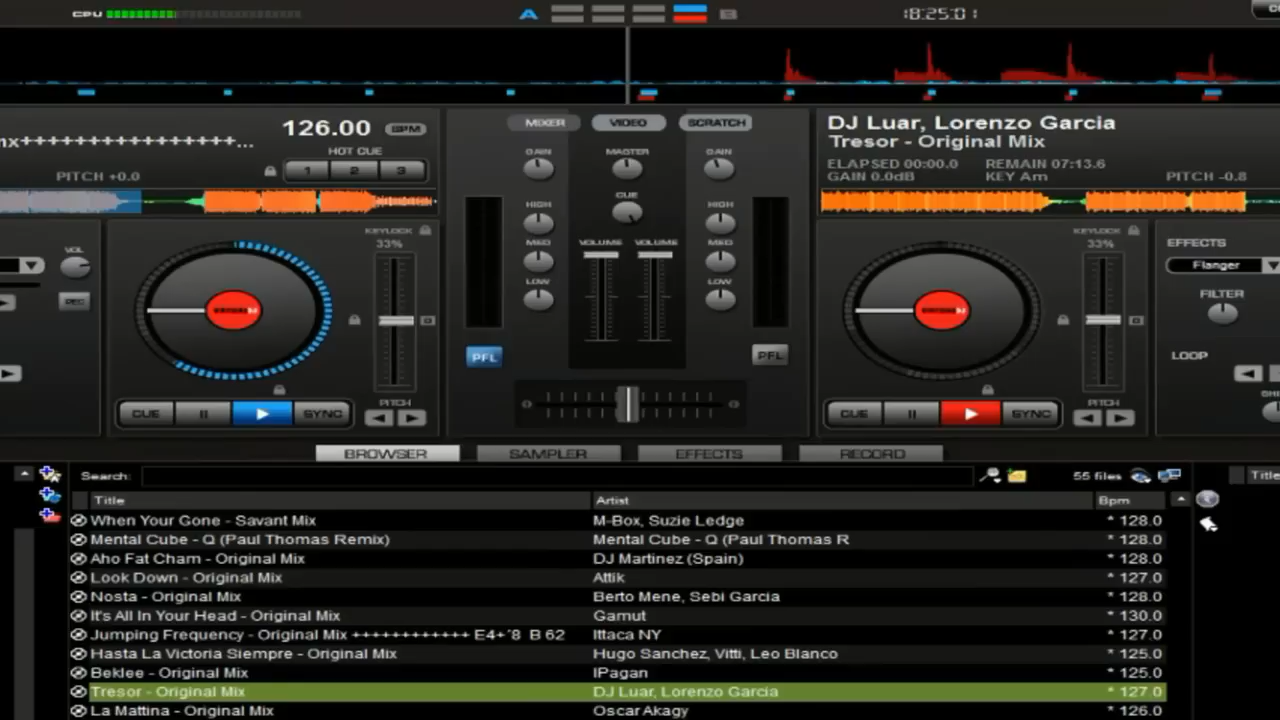 CPU
A
B
8:25:0
nx+++++++++++++++...
126.00
BPM
HOT CUE
1 2 3
PITCH +0.0
MIXER
VIDEO
SCRATCH
GAIN
MASTER
GAIN
CUE
HIGH
HIGH
MED
VOLUME
VOLUME
MED
LOW
LOW
PFL
PFL
DJ Luar, Lorenzo Garcia
Tresor - Original Mix
ELAPSED 00:00.0
REMAIN 07:13.6
GAIN 0.0dB
KEY Am
PITCH -0.8
VOL
REC
KEYLOCK
33%
KEYLOCK
33%
EFFECTS
Flanger
FILTER
LOOP
CUE
SYNC
PITCH
CUE
SYNC
PITCH
BROWSER
SAMPLER
EFFECTS
RECORD
Search:
55 files
Title
Title Artist Bpm
When Your Gone - Savant Mix M-Box, Suzie Ledge * 128.0
Mental Cube - Q (Paul Thomas Remix) Mental Cube - Q (Paul Thomas R * 128.0
Aho Fat Cham - Original Mix DJ Martinez (Spain) * 128.0
Look Down - Original Mix Attik * 127.0
Nosta - Original Mix Berto Mene, Sebi Garcia * 128.0
It's All In Your Head - Original Mix Gamut * 130.0
Jumping Frequency - Original Mix ++++++++++++ E4+'8 B 62 Ittaca NY * 127.0
Hasta La Victoria Siempre - Original Mix Hugo Sanchez, Vitti, Leo Blanco * 125.0
Beklee - Original Mix IPagan * 125.0
Tresor - Original Mix DJ Luar, Lorenzo Garcia * 127.0
La Mattina - Original Mix Oscar Akagy * 126.0